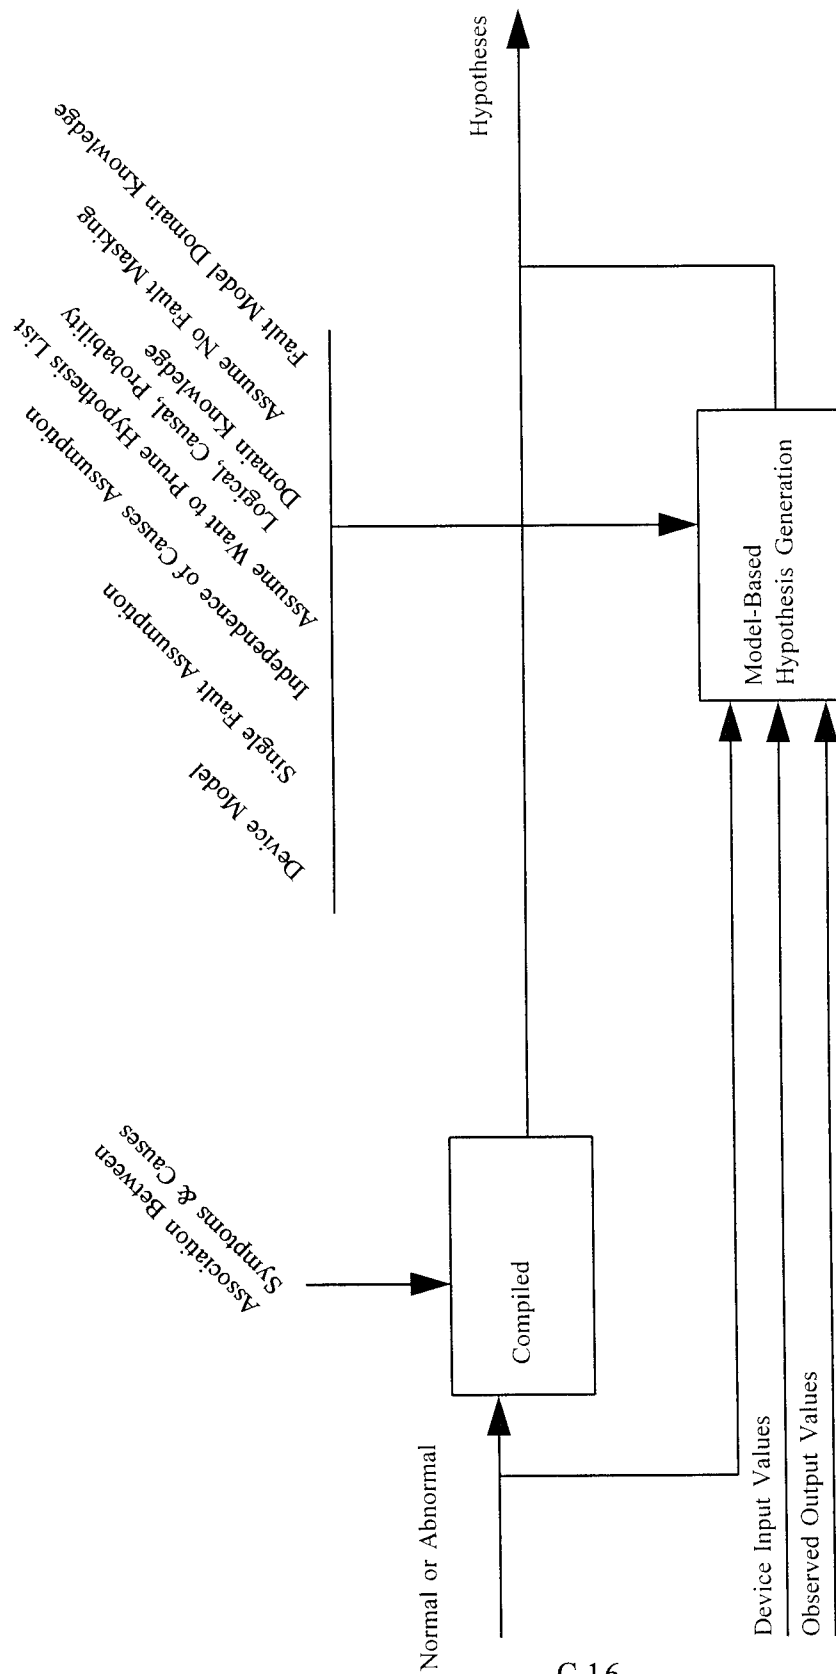 Association Between
Symptoms & Causes
Device Model
Single Fault Assumption
Independence of Causes Assumption
Assume Want to Prune Hypothesis List
Logical, Causal, Probability
Domain Knowledge
Assume No Fault Masking
Fault Model Domain Knowledge
Normal or Abnormal
Compiled
Hypotheses
Device Input Values
Observed Output Values
Model-Based
Hypothesis Generation